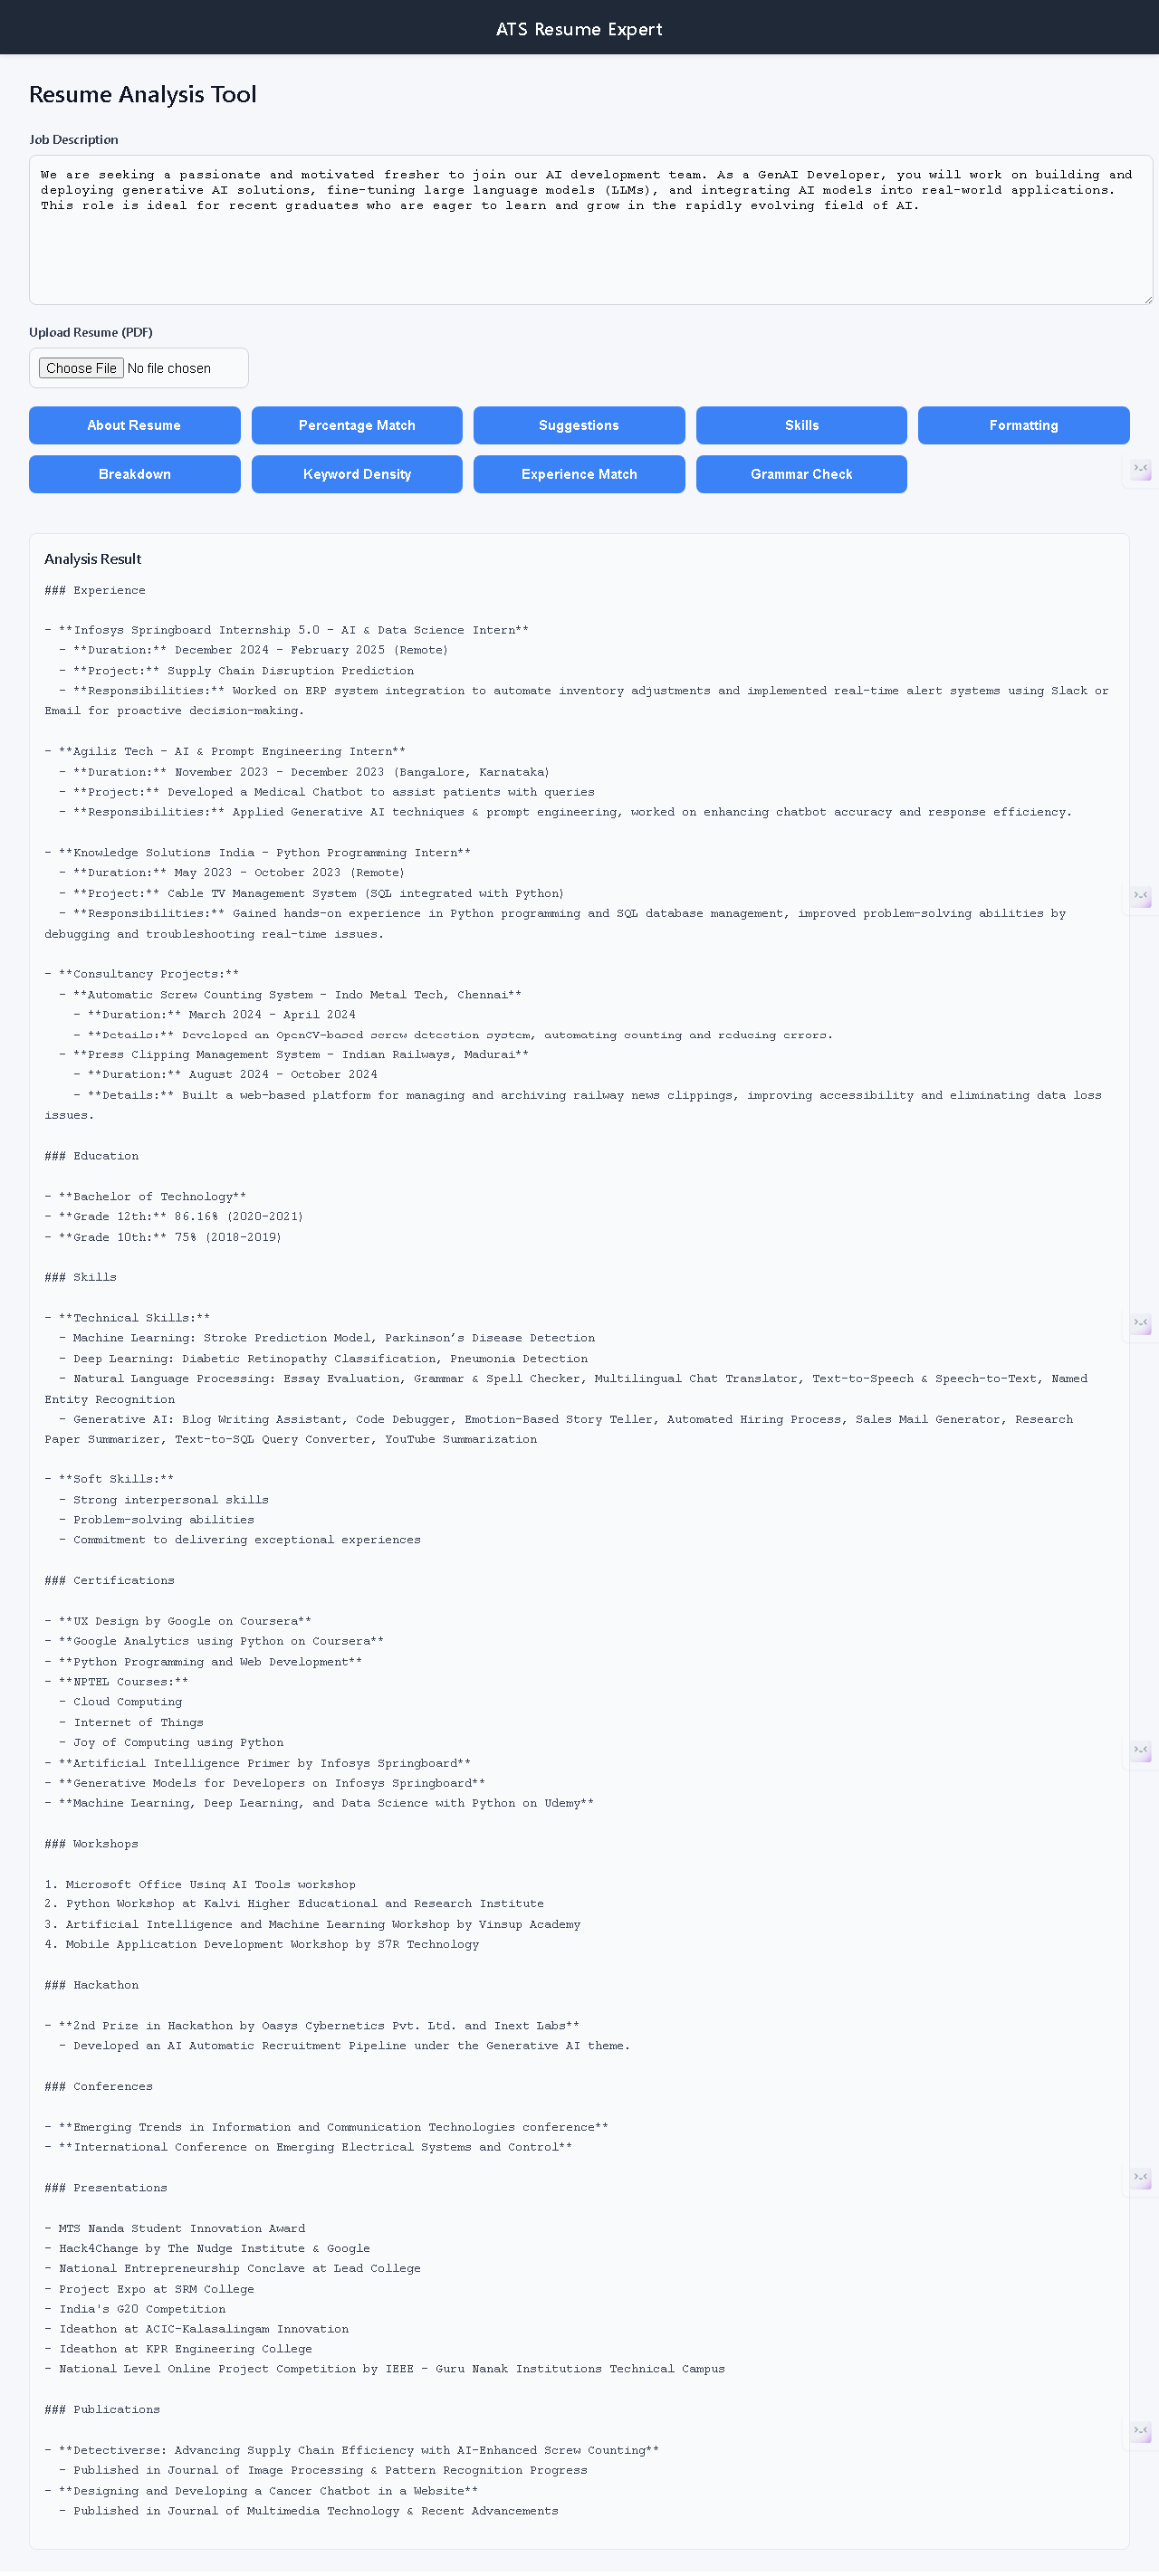 ATS Resume Expert
Resume Analysis Tool
Job Description
We are seeking a passionate and motivated fresher to join our AI development team. As a GenAI Developer, you will work on building and
deploying generative AI solutions, fine-tuning large language models (LLMs), and integrating AI models into real-world applications.
This role is ideal for recent graduates who are eager to learn and grow in the rapidly evolving field of AI.
Upload Resume (PDF)
Choose File No file chosen
About Resume Percentage Match Suggestions Skills Formatting
Breakdown Keyword Density Experience Match Grammar Check
Analysis Result
### Experience
- **Infosys Springboard Internship 5.0 - AI & Data Science Intern**
- **Duration:** December 2024 - February 2025 (Remote)
- **Project:** Supply Chain Disruption Prediction
- **Responsibilities:** Worked on ERP system integration to automate inventory adjustments and implemented real-time alert systems using Slack or
Email for proactive decision-making.
- **Agiliz Tech - AI & Prompt Engineering Intern**
- **Duration:** November 2023 - December 2023 (Bangalore, Karnataka)
- **Project:** Developed a Medical Chatbot to assist patients with queries
- **Responsibilities:** Applied Generative AI techniques & prompt engineering, worked on enhancing chatbot accuracy and response efficiency.
- **Knowledge Solutions India - Python Programming Intern**
- **Duration:** May 2023 - October 2023 (Remote)
- **Project:** Cable TV Management System (SQL integrated with Python)
- **Responsibilities:** Gained hands-on experience in Python programming and SQL database management, improved problem-solving abilities by
debugging and troubleshooting real-time issues.
- **Consultancy Projects:**
- **Automatic Screw Counting System - Indo Metal Tech, Chennai**
- **Duration:** March 2024 - April 2024
- **Details:** Developed an OpenCV-based screw detection system, automating counting and reducing errors.
- **Press Clipping Management System - Indian Railways, Madurai**
- **Duration:** August 2024 - October 2024
- **Details:** Built a web-based platform for managing and archiving railway news clippings, improving accessibility and eliminating data loss
issues.
### Education
- **Bachelor of Technology**
- **Grade 12th:** 86.16% (2020-2021)
- **Grade 10th:** 75% (2018-2019)
### Skills
- **Technical Skills:**
- Machine Learning: Stroke Prediction Model, Parkinson’s Disease Detection
- Deep Learning: Diabetic Retinopathy Classification, Pneumonia Detection
- Natural Language Processing: Essay Evaluation, Grammar & Spell Checker, Multilingual Chat Translator, Text-to-Speech & Speech-to-Text, Named
Entity Recognition
- Generative AI: Blog Writing Assistant, Code Debugger, Emotion-Based Story Teller, Automated Hiring Process, Sales Mail Generator, Research
Paper Summarizer, Text-to-SQL Query Converter, YouTube Summarization
- **Soft Skills:**
- Strong interpersonal skills
- Problem-solving abilities
- Commitment to delivering exceptional experiences
### Certifications
- **UX Design by Google on Coursera**
- **Google Analytics using Python on Coursera**
- **Python Programming and Web Development**
- **NPTEL Courses:**
- Cloud Computing
- Internet of Things
- Joy of Computing using Python
- **Artificial Intelligence Primer by Infosys Springboard**
- **Generative Models for Developers on Infosys Springboard**
- **Machine Learning, Deep Learning, and Data Science with Python on Udemy**
### Workshops
1. Microsoft Office Using AI Tools workshop
2. Python Workshop at Kalvi Higher Educational and Research Institute
3. Artificial Intelligence and Machine Learning Workshop by Vinsup Academy
4. Mobile Application Development Workshop by S7R Technology
### Hackathon
- **2nd Prize in Hackathon by Oasys Cybernetics Pvt. Ltd. and Inext Labs**
- Developed an AI Automatic Recruitment Pipeline under the Generative AI theme.
### Conferences
- **Emerging Trends in Information and Communication Technologies conference**
- **International Conference on Emerging Electrical Systems and Control**
### Presentations
- MTS Nanda Student Innovation Award
- Hack4Change by The Nudge Institute & Google
- National Entrepreneurship Conclave at Lead College
- Project Expo at SRM College
- India's G20 Competition
- Ideathon at ACIC-Kalasalingam Innovation
- Ideathon at KPR Engineering College
- National Level Online Project Competition by IEEE - Guru Nanak Institutions Technical Campus
### Publications
- **Detectiverse: Advancing Supply Chain Efficiency with AI-Enhanced Screw Counting**
- Published in Journal of Image Processing & Pattern Recognition Progress
- **Designing and Developing a Cancer Chatbot in a Website**
- Published in Journal of Multimedia Technology & Recent Advancements